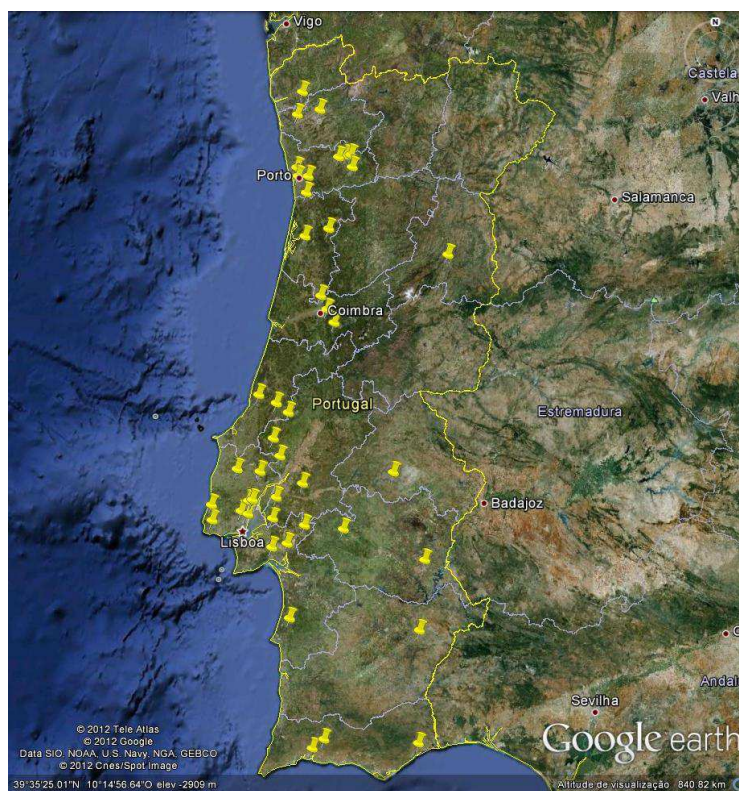 Vigo
N
Castela
Valh
Porto
Salamanca
Coimbra
Portugal
Estremadura
Badajoz
Lisboa
Andal
Sevilha
© 2012 Tele Atlas
© 2012 Google
Data SIO, NOAA, U.S. Navy, NGA, GEBCO
© 2012 Cnes/Spot Image
Google earth
39°35'25.01"N 10°14'56.64"O elev -2909 m
Altitude de visualização 840.82 km